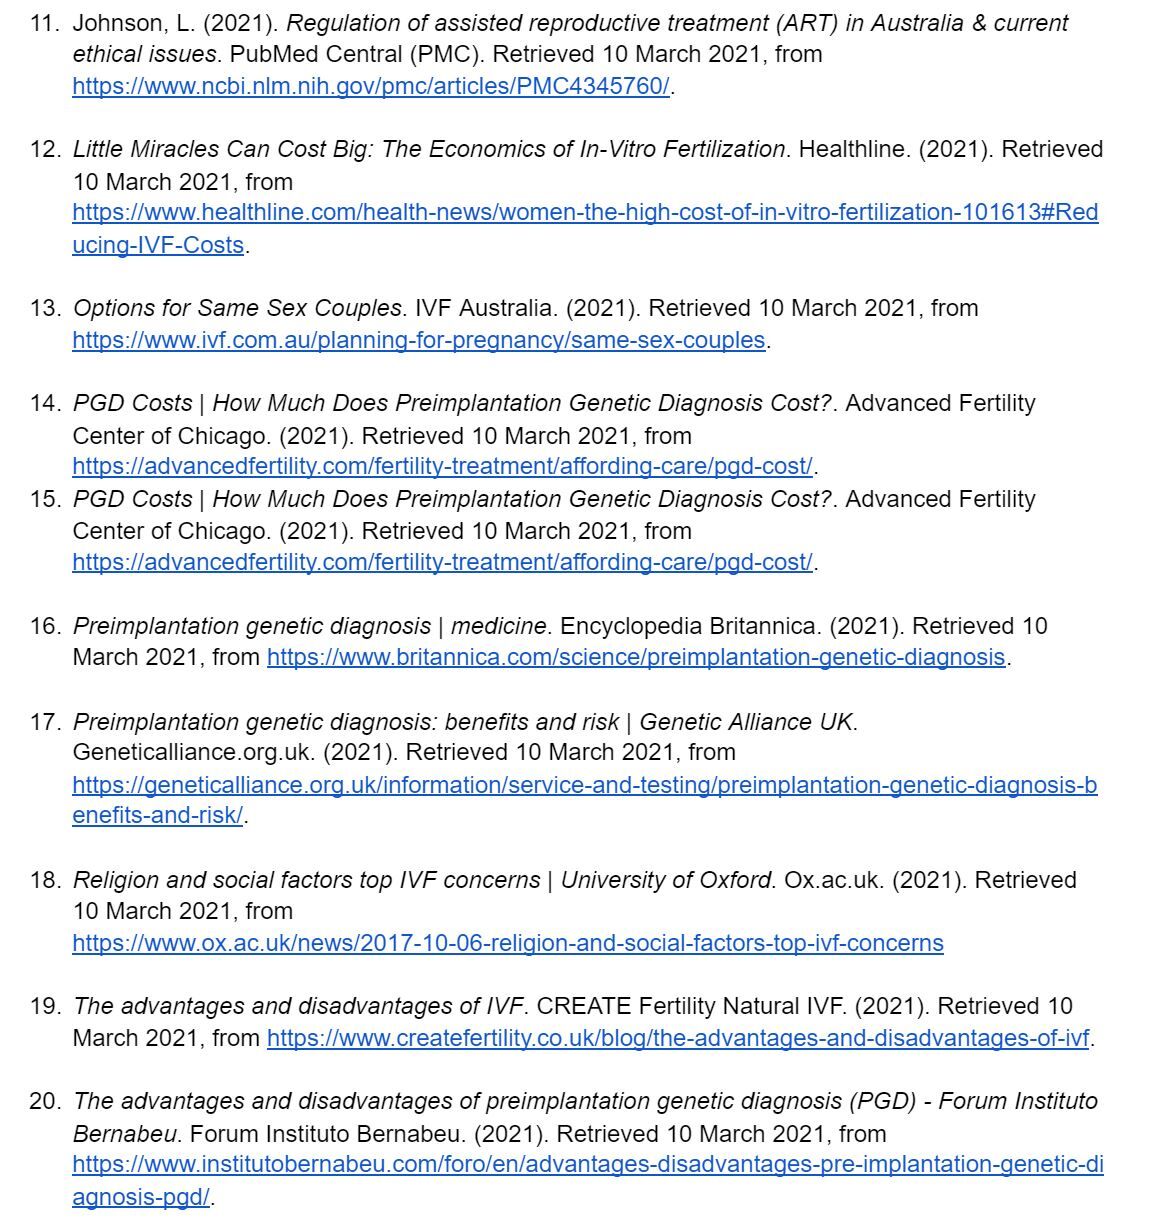 11. Johnson, L. (2021). Regulation of assisted reproductive treatment (ART) in Australia & current
ethical issues. PubMed Central (PMC). Retrieved 10 March 2021, from
https://www.ncbi.nlm.nih.gov/pmc/articles/PMC4345760/.
12. Little Miracles Can Cost Big: The Economics of In-Vitro Fertilization. Healthline. (2021). Retrieved
10 March 2021, from
https://www.healthline.com/health-news/women-the-high-cost-of-in-vitro-fertilization-101613#Red
ucing-IVF-Costs.
13. Options for Same Sex Couples. IVF Australia. (2021). Retrieved 10 March 2021, from
https://www.ivf.com.au/planning-for-pregnancy/same-sex-couples.
14. PGD Costs | How Much Does Preimplantation Genetic Diagnosis Cost?. Advanced Fertility
Center of Chicago. (2021). Retrieved 10 March 2021, from
https://advancedfertility.com/fertility-treatment/affording-care/pgd-cost/.
15. PGD Costs | How Much Does Preimplantation Genetic Diagnosis Cost?. Advanced Fertility
Center of Chicago. (2021). Retrieved 10 March 2021, from
https://advancedfertility.com/fertility-treatment/affording-care/pgd-cost/.
16. Preimplantation genetic diagnosis | medicine. Encyclopedia Britannica. (2021). Retrieved 10
March 2021, from https://www.britannica.com/science/preimplantation-genetic-diagnosis.
17. Preimplantation genetic diagnosis: benefits and risk | Genetic Alliance UK.
Geneticalliance.org.uk. (2021). Retrieved 10 March 2021, from
https://geneticalliance.org.uk/information/service-and-testing/preimplantation-genetic-diagnosis-b
enefits-and-risk/.
18. Religion and social factors top IVF concerns | University of Oxford. Ox.ac.uk. (2021). Retrieved
10 March 2021, from
https://www.ox.ac.uk/news/2017-10-06-religion-and-social-factors-top-ivf-concerns
19. The advantages and disadvantages of IVF. CREATE Fertility Natural IVF. (2021). Retrieved 10
March 2021, from https://www.createfertility.co.uk/blog/the-advantages-and-disadvantages-of-ivf.
20. The advantages and disadvantages of preimplantation genetic diagnosis (PGD) - Forum Instituto
Bernabeu. Forum Instituto Bernabeu. (2021). Retrieved 10 March 2021, from
https://www.institutobernabeu.com/foro/en/advantages-disadvantages-pre-implantation-genetic-di
agnosis-pgd/.